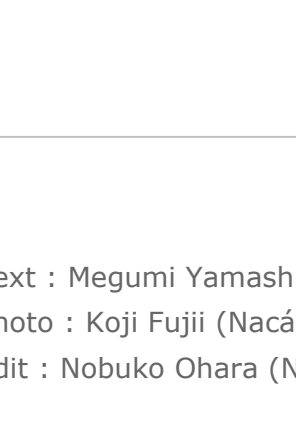 ext : Megumi Yamash
hoto : Koji Fujii (Nacá
dit : Nobuko Ohara (N